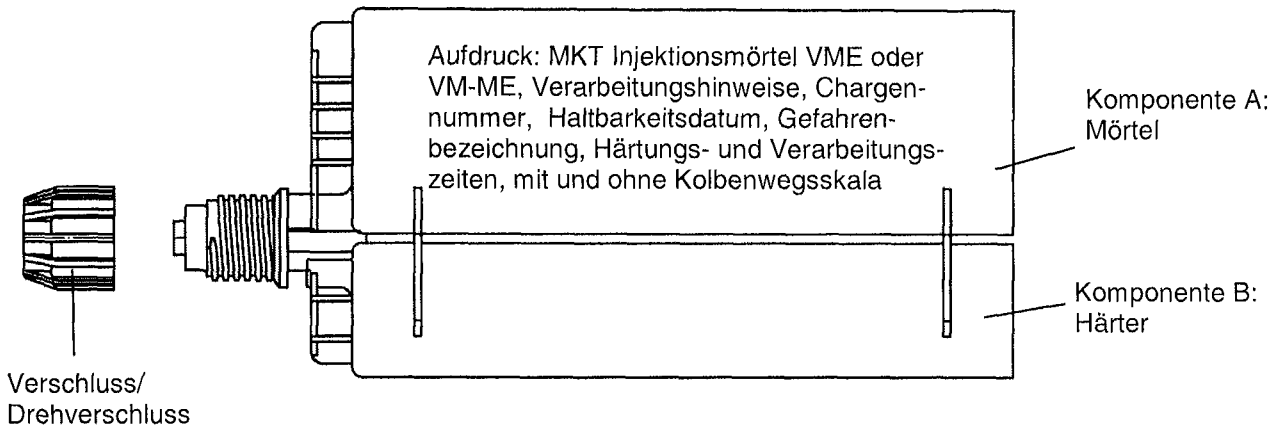 Aufdruck: MKT Injektionsmörtel VME oder
VM-ME, Verarbeitungshinweise, Chargen-
nummer, Haltbarkeitsdatum, Gefahren-
bezeichnung, Härtungs- und Verarbeitungs-
zeiten, mit und ohne Kolbenwegsskala
Komponente A:
Mörtel
Komponente B:
Härter
Verschluss/
Drehverschluss